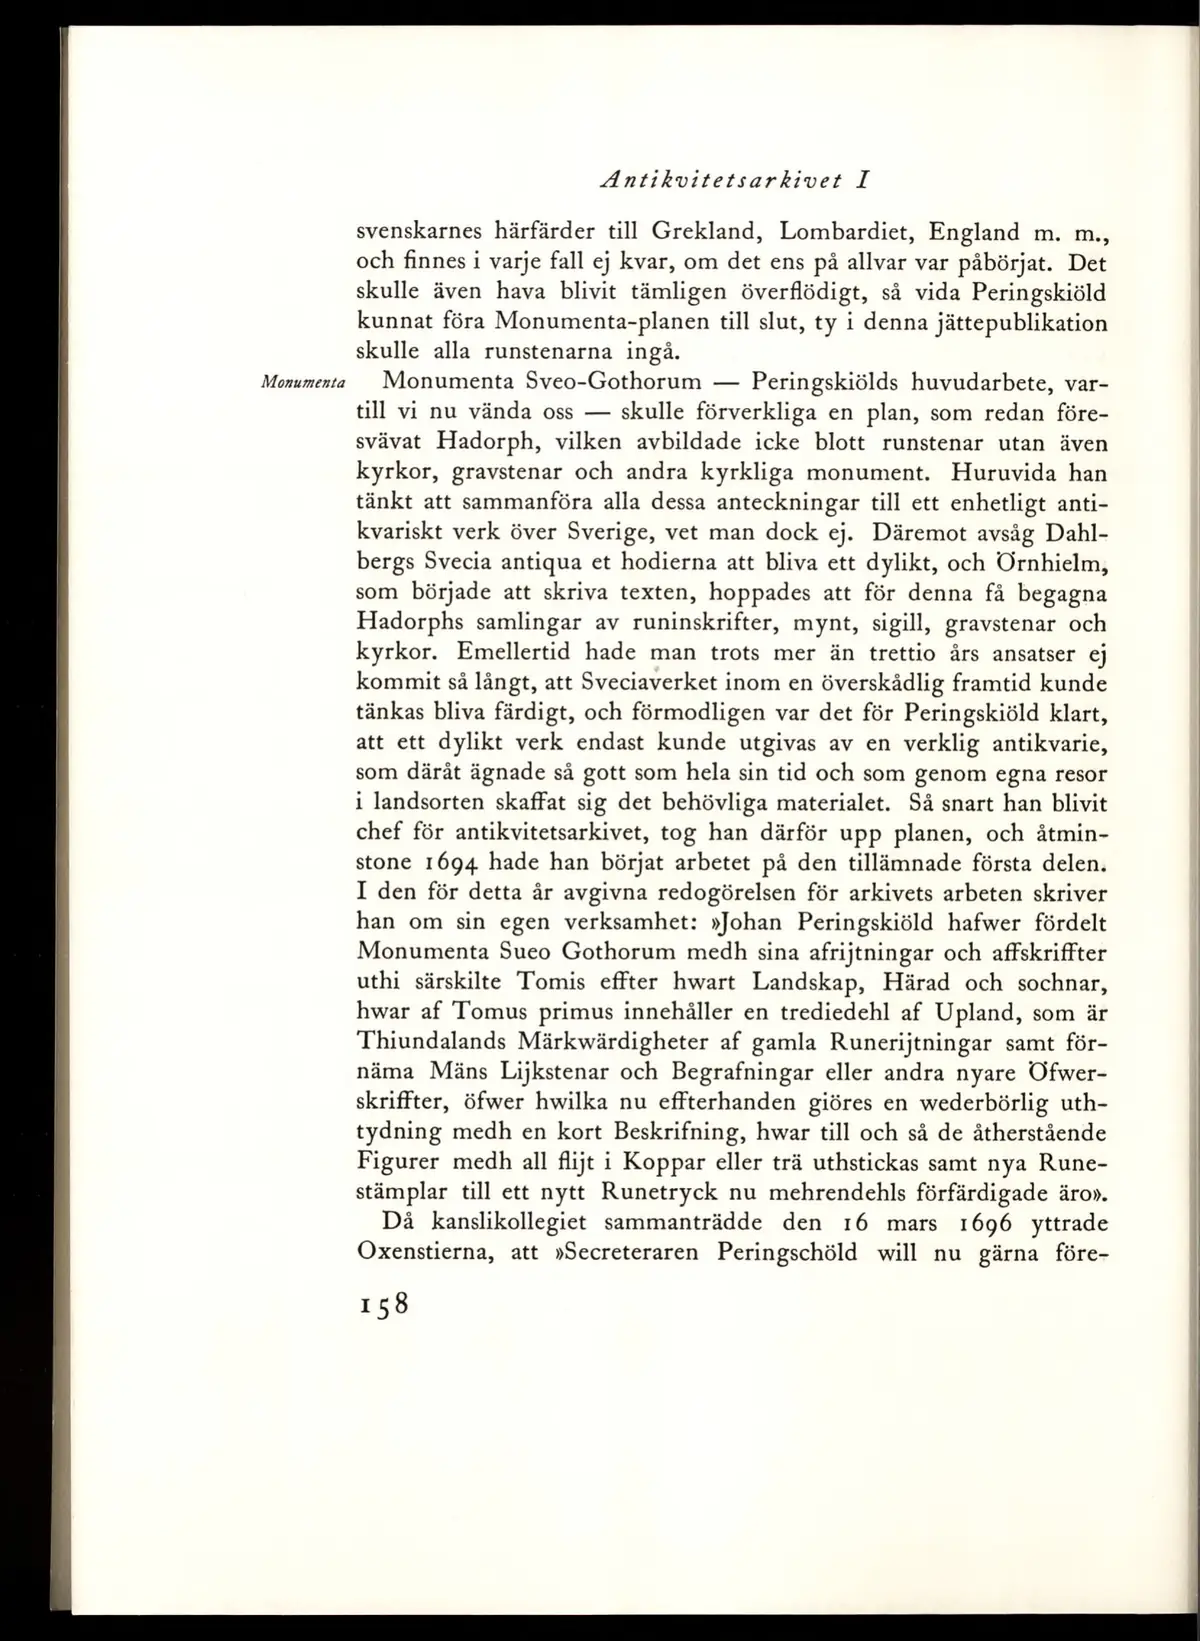 Antikvitetsarkivet I
svenskarnes härfärder till Grekland, Lombardiet, England m. m.,
och finnes i varje fall ej kvar, om det ens på allvar var påbörjat. Det
skulle även hava blivit tämligen överflödigt, så vida Peringskiöld
kunnat föra Monumenta-planen till slut, ty i denna jättepublikation
skulle alla runstenarna ingå.
Monumenta
Monumenta Sveo-Gothorum — Peringskiölds huvudarbete, var-
till vi nu vända oss — skulle förverkliga en plan, som redan före-
svävat Hadorph, vilken avbildade icke blott runstenar utan även
kyrkor, gravstenar och andra kyrkliga monument. Huruvida han
tänkt att sammanföra alla dessa anteckningar till ett enhetligt anti-
kvariskt verk över Sverige, vet man dock ej. Däremot avsåg Dahl-
bergs Svecia antiqua et hodierna att bliva ett dylikt, och Örnhielm,
som började att skriva texten, hoppades att för denna få begagna
Hadorphs samlingar av runinskrifter, mynt, sigill, gravstenar och
kyrkor. Emellertid hade man trots mer än trettio års ansatser ej
kommit så långt, att Sveciaverket inom en överskådlig framtid kunde
tänkas bliva färdigt, och förmodligen var det för Peringskiöld klart,
att ett dylikt verk endast kunde utgivas av en verklig antikvarie,
som däråt ägnade så gott som hela sin tid och som genom egna resor
i landsorten skaffat sig det behövliga materialet. Så snart han blivit
chef för antikvitetsarkivet, tog han därför upp planen, och åtmin-
stone 1694 hade han börjat arbetet på den tillämnade första delen.
I den för detta år avgivna redogörelsen för arkivets arbeten skriver
han om sin egen verksamhet: »Johan Peringskiöld hafwer fördelt
Monumenta Sueo Gothorum medh sina afrijtningar och affskriffter
uthi särskilte Tomis effter hwart Landskap, Härad och sochnar,
hwar af Tomus primus innehåller en trediedehl af Upland, som är
Thiundalands Märkwärdigheter af gamla Runerijtningar samt för-
näma Mäns Lijkstenar och Begrafningar eller andra nyare Öfwer-
skriffter, öfwer hwilka nu effterhanden giöres en wederbörlig uth-
tydning medh en kort Beskrifning, hwar till och så de åtherstående
Figurer medh all flijt i Koppar eller trä uthstickas samt nya Rune-
stämplar till ett nytt Runetryck nu mehrendehls förfärdigade äro».
Då kanslikollegiet sammanträdde den 16 mars 1696 yttrade
Oxenstierna, att »Secreteraren Peringschöld will nu gärna före-
158